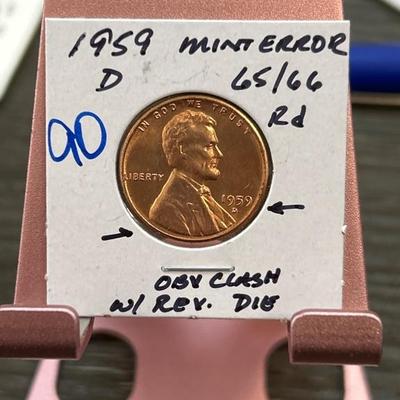 1959 MINT ERROR
D 65/66
Rd
90
IN GOD WE TRUST
LIBERTY
1959
D
OBV CLASH
W/ REV. DIE